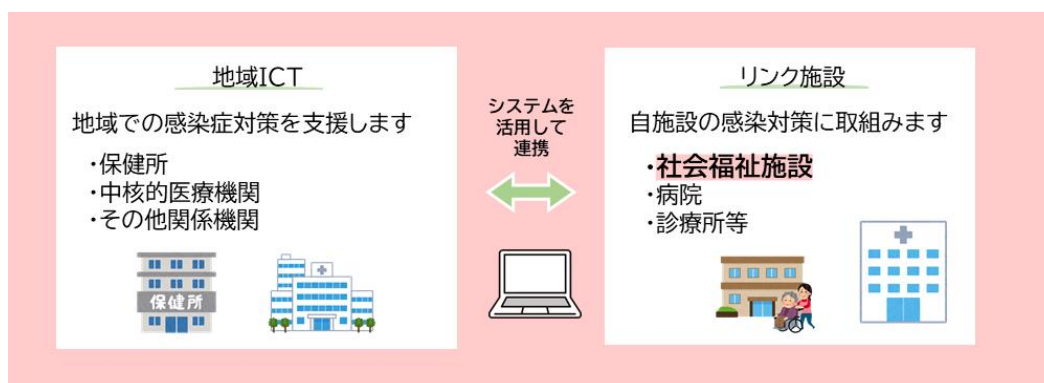 地域ICT
地域での感染症対策を支援します
・保健所
・中核的医療機関
・その他関係機関
保健所
システムを
活用して
連携
リンク施設
自施設の感染対策に取組みます
・社会福祉施設
・病院
・診療所等